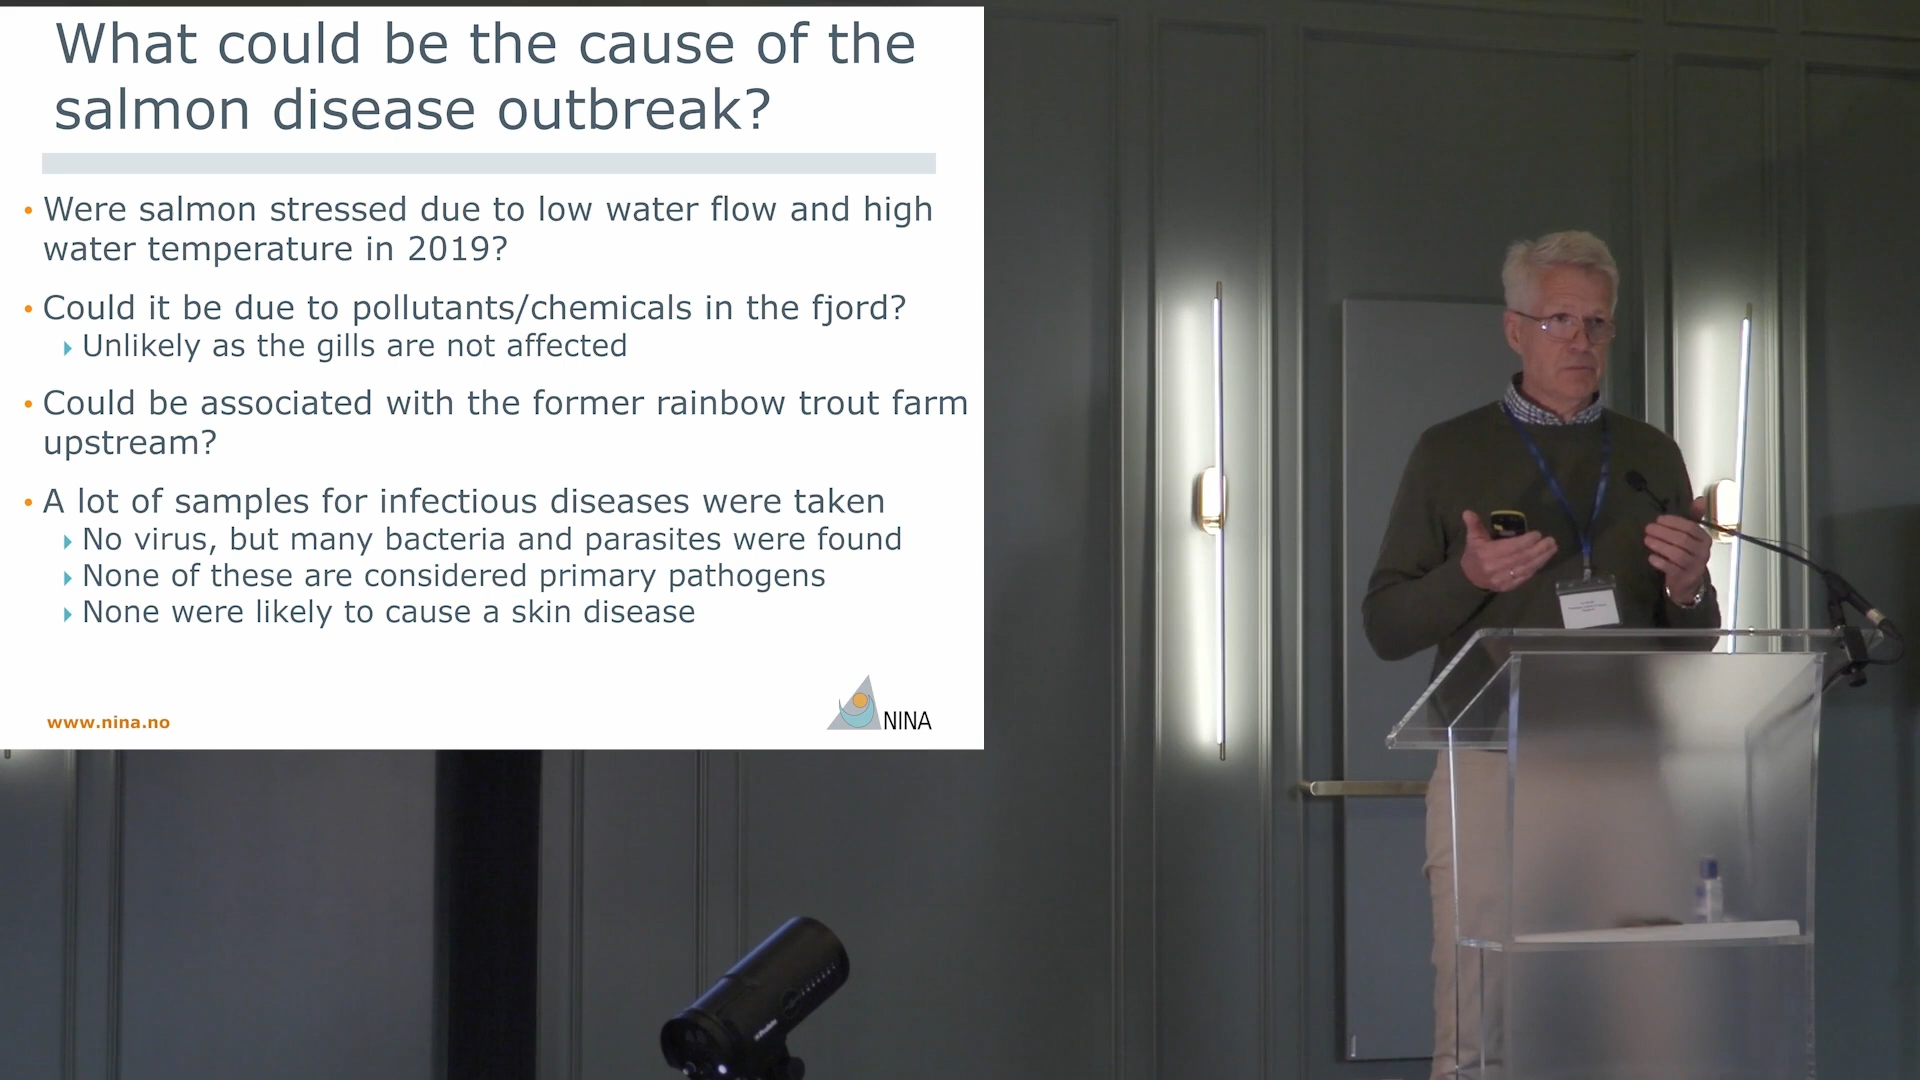 What could be the cause of the
salmon disease outbreak?
• Were salmon stressed due to low water flow and high
water temperature in 2019?
• Could it be due to pollutants/chemicals in the fjord?
Unlikely as the gills are not affected
• Could be associated with the former rainbow trout farm
upstream?
• A lot of samples for infectious diseases were taken
No virus, but many bacteria and parasites were found
None of these are considered primary pathogens
None were likely to cause a skin disease
www.nina.no
NINA